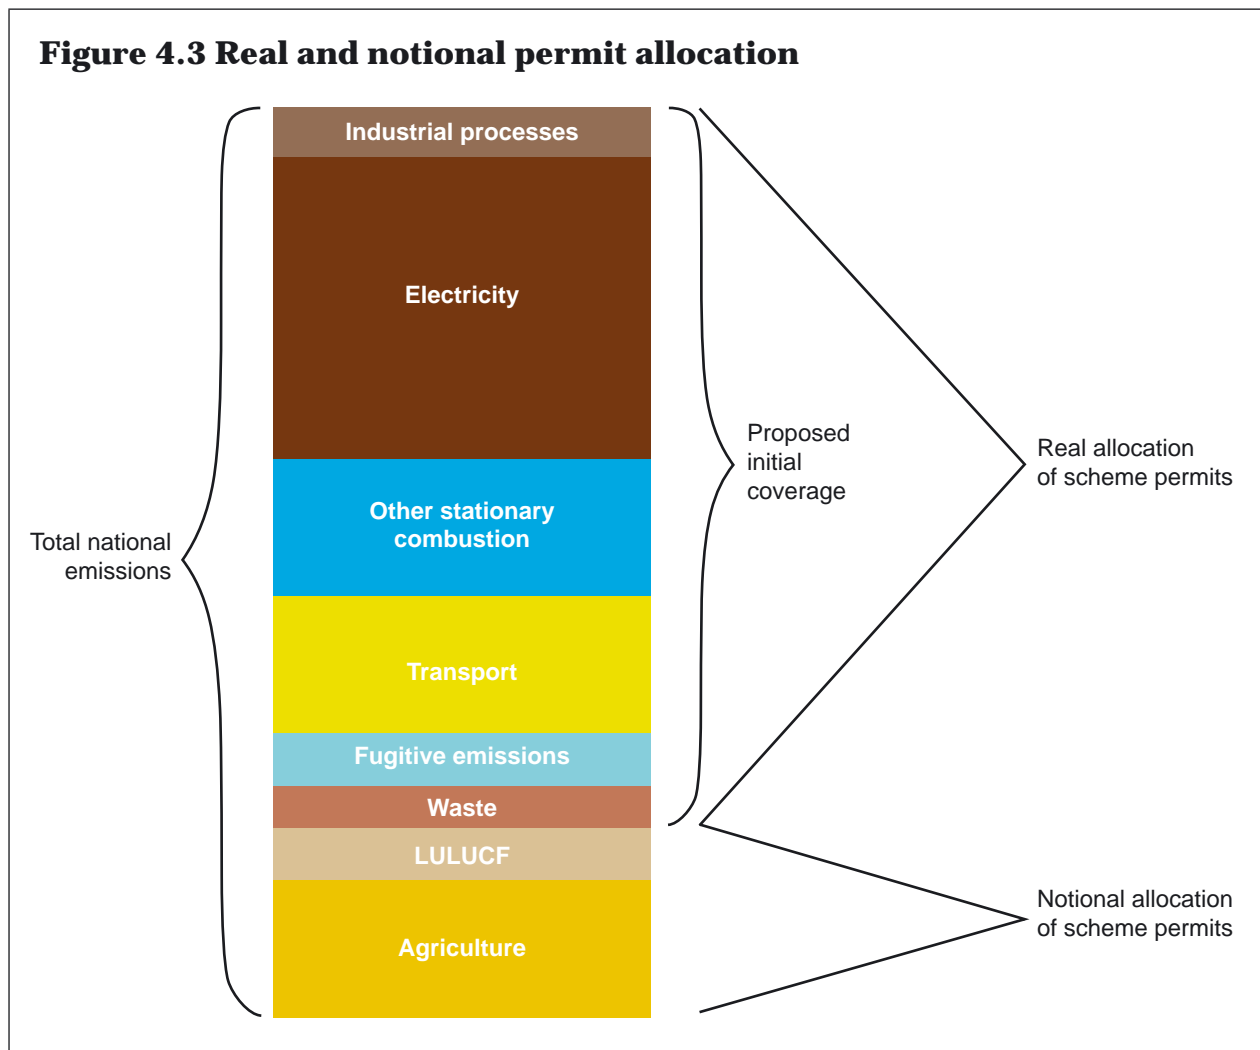 Figure 4.3 Real and notional permit allocation
Industrial processes
Electricity
Other stationary
combustion
Transport
Fugitive emissions
Waste
LULUCF
Agriculture
Total national
emissions
Proposed
initial
coverage
Real allocation
of scheme permits
Notional allocation
of scheme permits